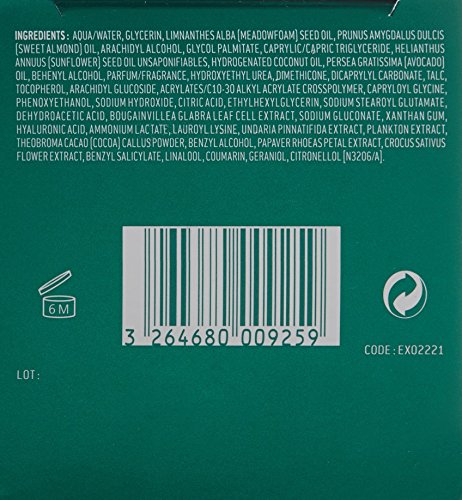 INGREDIENTS : AQUA/WATER, GLYCERIN, LIMNANTHES ALBA (MEADOWFOAM) SEED OIL, PRUNUS AMYGDALUS DULCIS
(SWEET ALMOND) OIL, ARACHIDYL ALCOHOL, GLYCOL PALMITATE, CAPRYLIC/CAPRIC TRIGLYCERIDE, HELIANTHUS
ANNUUS (SUNFLOWER) SEED OIL UNSAPONIFIABLES, HYDROGENATED COCONUT OIL, PERSEA GRATISSIMA (AVOCADO)
OIL, BEHENYL ALCOHOL, PARFUM/FRAGRANCE, HYDROXYETHYL UREA, DIMETHICONE, DICAPRYLYL CARBONATE, TALC,
TOCOPHEROL, ARACHIDYL GLUCOSIDE, ACRYLATES/C10-30 ALKYL ACRYLATE CROSSPOLYMER, CAPRYLOYL GLYCINE,
PHENOXYETHANOL, SODIUM HYDROXIDE, CITRIC ACID, ETHYLHEXYLGLYCERIN, SODIUM STEAROYL GLUTAMATE,
DEHYDROACETIC ACID, BOUGAINVILLEA GLABRA LEAF CELL EXTRACT, SODIUM GLUCONATE, XANTHAN GUM,
HYALURONIC ACID, AMMONIUM LACTATE, LAUROYL LYSINE, UNDARIA PINNATIFIDA EXTRACT, PLANKTON EXTRACT,
THEOBROMA CACAO (COCOA) CALLUS POWDER, BENZYL ALCOHOL, PAPAVER RHOEAS PETAL EXTRACT, CROCUS SATIVUS
FLOWER EXTRACT, BENZYL SALICYLATE, LINALOOL, COUMARIN, GERANIOL, CITRONELLOL [N3206/A].
6 M
3 264680 009259
CODE : EX02221
LOT :